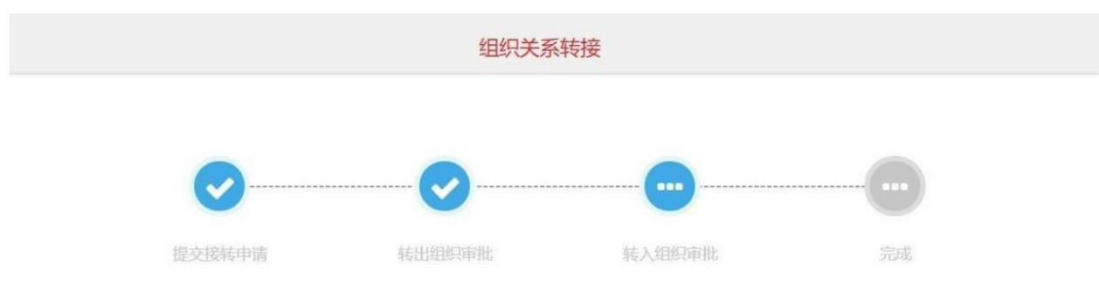 组织关系转接
提交接转申请
转出组织审批
转入组织审批
完成